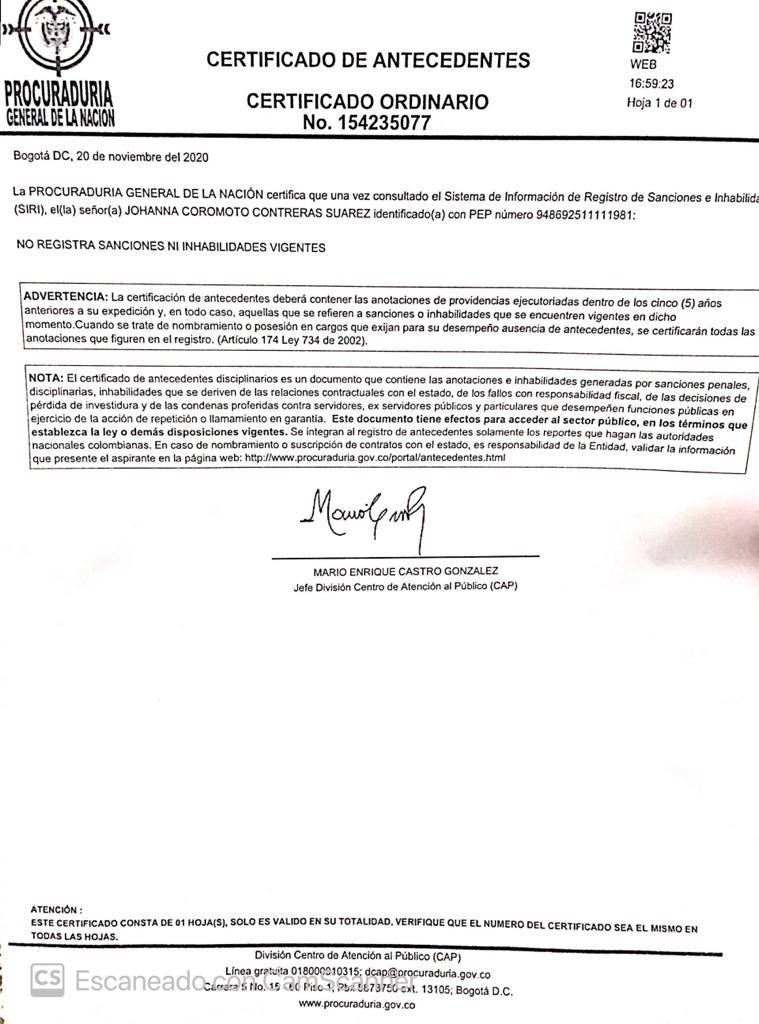 PROCURADURIA
GENERAL DE LA NACION
CERTIFICADO DE ANTECEDENTES
CERTIFICADO ORDINARIO
No. 154235077
WEB
16:59:23
Hoja 1 de 01
Bogotá DC, 20 de noviembre del 2020
La PROCURADURIA GENERAL DE LA NACIÓN certifica que una vez consultado el Sistema de Información de Registro de Sanciones e Inhabilida
(SIRI), el(la) señor(a) JOHANNA COROMOTO CONTRERAS SUAREZ identificado(a) con PEP número 948692511111981:
NO REGISTRA SANCIONES NI INHABILIDADES VIGENTES
ADVERTENCIA: La certificación de antecedentes deberá contener las anotaciones de providencias ejecutoriadas dentro de los cinco (5) años
anteriores a su expedición y, en todo caso, aquellas que se refieren a sanciones o inhabilidades que se encuentren vigentes en dicho
momento.Cuando se trate de nombramiento o posesión en cargos que exijan para su desempeño ausencia de antecedentes, se certificarán todas las
anotaciones que figuren en el registro. (Artículo 174 Ley 734 de 2002).
NOTA: El certificado de antecedentes disciplinarios es un documento que contiene las anotaciones e inhabilidades generadas por sanciones penales,
disciplinarias, inhabilidades que se deriven de las relaciones contractuales con el estado, de los fallos con responsabilidad fiscal, de las decisiones de
pérdida de investidura y de las condenas proferidas contra servidores, ex servidores públicos y particulares que desempeñen funciones públicas en
ejercicio de la acción de repetición o llamamiento en garantía. Este documento tiene efectos para acceder al sector público, en los términos que
establezca la ley o demás disposiciones vigentes. Se integran al registro de antecedentes solamente los reportes que hagan las autoridades
nacionales colombianas. En caso de nombramiento o suscripción de contratos con el estado, es responsabilidad de la Entidad, validar la información
que presente el aspirante en la página web: http://www.procuraduria.gov.co/portal/antecedentes.html
MARIO ENRIQUE CASTRO GONZALEZ
Jefe División Centro de Atención al Público (CAP)
ATENCIÓN :
ESTE CERTIFICADO CONSTA DE 01 HOJA(S), SOLO ES VALIDO EN SU TOTALIDAD. VERIFIQUE QUE EL NUMERO DEL CERTIFICADO SEA EL MISMO EN
TODAS LAS HOJAS.
División Centro de Atención al Público (CAP)
Línea gratuita 018000910315; dcap@procuraduria.gov.co
Carrera 5 No. 15 - 80 Piso 1; Pbx 5878750 ext. 13105; Bogotá D.C.
www.procuraduria.gov.co
CS Escaneado con CamScanner